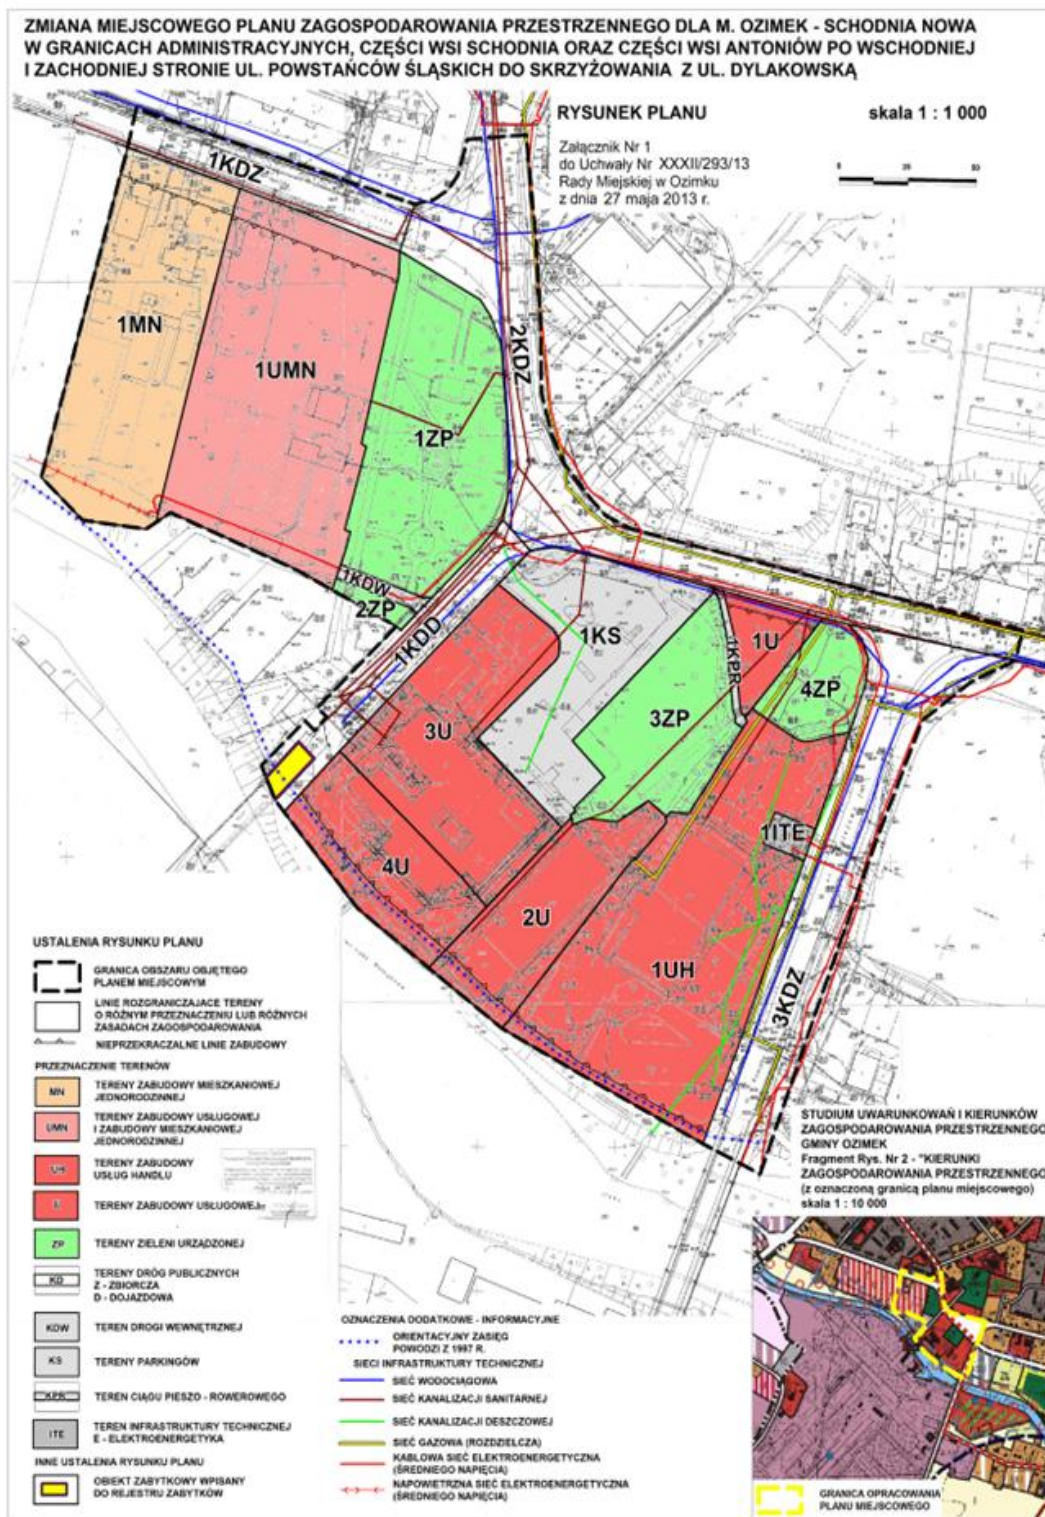 ZMIANA MIEJSCOWEGO PLANU ZAGOSPODAROWANIA PRZESTRZENNEGO DLA M. OZIMEK - SCHODNIA NOWA
W GRANICACH ADMINISTRACYJNYCH, CZĘŚCI WSI SCHODNIA ORAZ CZĘŚCI WSI ANTONIÓW PO WSCHODNIEJ
I ZACHODNIEJ STRONIE UL. POWSTAŃCÓW ŚLĄSKICH DO SKRZYŻOWANIA Z UL. DYLAKOWSKĄ
RYSUNEK PLANU
skala 1 : 1 000
Załącznik Nr 1
do Uchwały Nr XXXII/293/13
Rady Miejskiej w Ozimku
z dnia 27 maja 2013 r.
1KDZ
1MN
1UMN
2KDZ
1ZP
1KDW
2ZP
1KDD
1KS
1KPR
1U
4ZP
3ZP
3U
1ITE
4U
2U
1UH
3KDZ
USTALENIA RYSUNKU PLANU
GRANICA OBSZARU OBJĘTEGO
PLANEM MIEJSCOWYM
LINIE ROZGRANICZAJACE TERENY
O RÓŻNYM PRZEZNACZENIU LUB RÓŻNYCH
ZASADACH ZAGOSPODAROWANIA
NIEPRZEKRACZALNE LINIE ZABUDOWY
PRZEZNACZENIE TERENÓW
MN
TERENY ZABUDOWY MIESZKANIOWEJ
JEDNORODZINNEJ
UMN
TERENY ZABUDOWY USŁUGOWEJ
I ZABUDOWY MIESZKANIOWEJ
JEDNORODZINNEJ
UH
TERENY ZABUDOWY
USŁUG HANDLU
U
TERENY ZABUDOWY USŁUGOWEJ
ZP
TERENY ZIELENI URZĄDZONEJ
KD
TERENY DRÓG PUBLICZNYCH
Z - ZBIORCZA
D - DOJAZDOWA
KDW
TEREN DROGI WEWNĘTRZNEJ
KS
TERENY PARKINGÓW
KPR
TEREN CIĄGU PIESZO - ROWEROWEGO
ITE
TEREN INFRASTRUKTURY TECHNICZNEJ
E - ELEKTROENERGETYKA
INNE USTALENIA RYSUNKU PLANU
OBIEKT ZABYTKOWY WPISANY
DO REJESTRU ZABYTKÓW
OZNACZENIA DODATKOWE - INFORMACYJNE
ORIENTACYJNY ZASIĘG
POWODZI Z 1997 R.
SIECI INFRASTRUKTURY TECHNICZNEJ
SIEĆ WODOCIĄGOWA
SIEĆ KANALIZACJI SANITARNEJ
SIEĆ KANALIZACJI DESZCZOWEJ
SIEĆ GAZOWA (ROZDZIELCZA)
KABLOWA SIEĆ ELEKTROENERGETYCZNA
(ŚREDNIEGO NAPIĘCIA)
NAPOWIETRZNA SIEĆ ELEKTROENERGETYCZNA
(ŚREDNIEGO NAPIĘCIA)
STUDIUM UWARUNKOWAŃ I KIERUNKÓW
ZAGOSPODAROWANIA PRZESTRZENNEGO
GMINY OZIMEK
Fragment Rys. Nr 2 - "KIERUNKI
ZAGOSPODAROWANIA PRZESTRZENNEGO
(z oznaczoną granicą planu miejscowego)
skala 1 : 10 000
GRANICA OPRACOWANIA
PLANU MIEJSCOWEGO